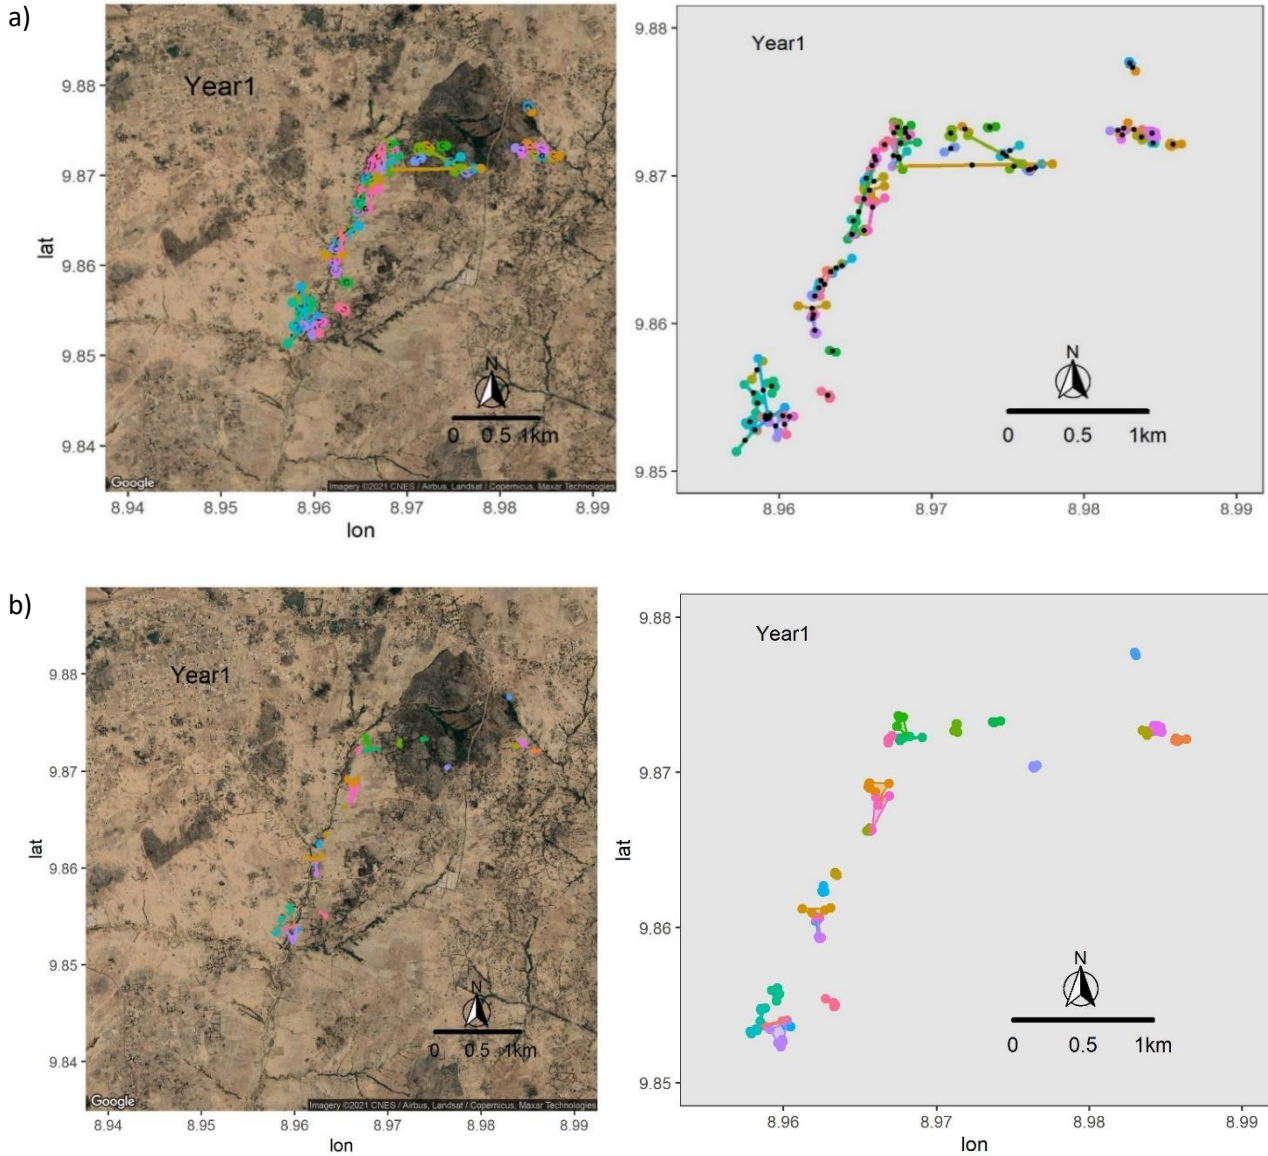 a)
Year1
9.88
9.87
9.86
9.85
9.84
lat
N
0 0.5 1km
Google
Imagery ©2021 CNES / Airbus, Landsat / Copernicus, Maxar Technologies
8.94 8.95 8.96 8.97 8.98 8.99
lon
Year1
9.88
9.87
9.86
9.85
N
0 0.5 1km
8.96 8.97 8.98 8.99
b)
Year1
9.88
9.87
9.86
9.85
9.84
lat
N
0 0.5 1km
Google
Imagery ©2021 CNES / Airbus, Landsat / Copernicus, Maxar Technologies
8.94 8.95 8.96 8.97 8.98 8.99
lon
Year1
9.88
9.87
9.86
9.85
lat
N
0 0.5 1km
8.96 8.97 8.98 8.99
lon